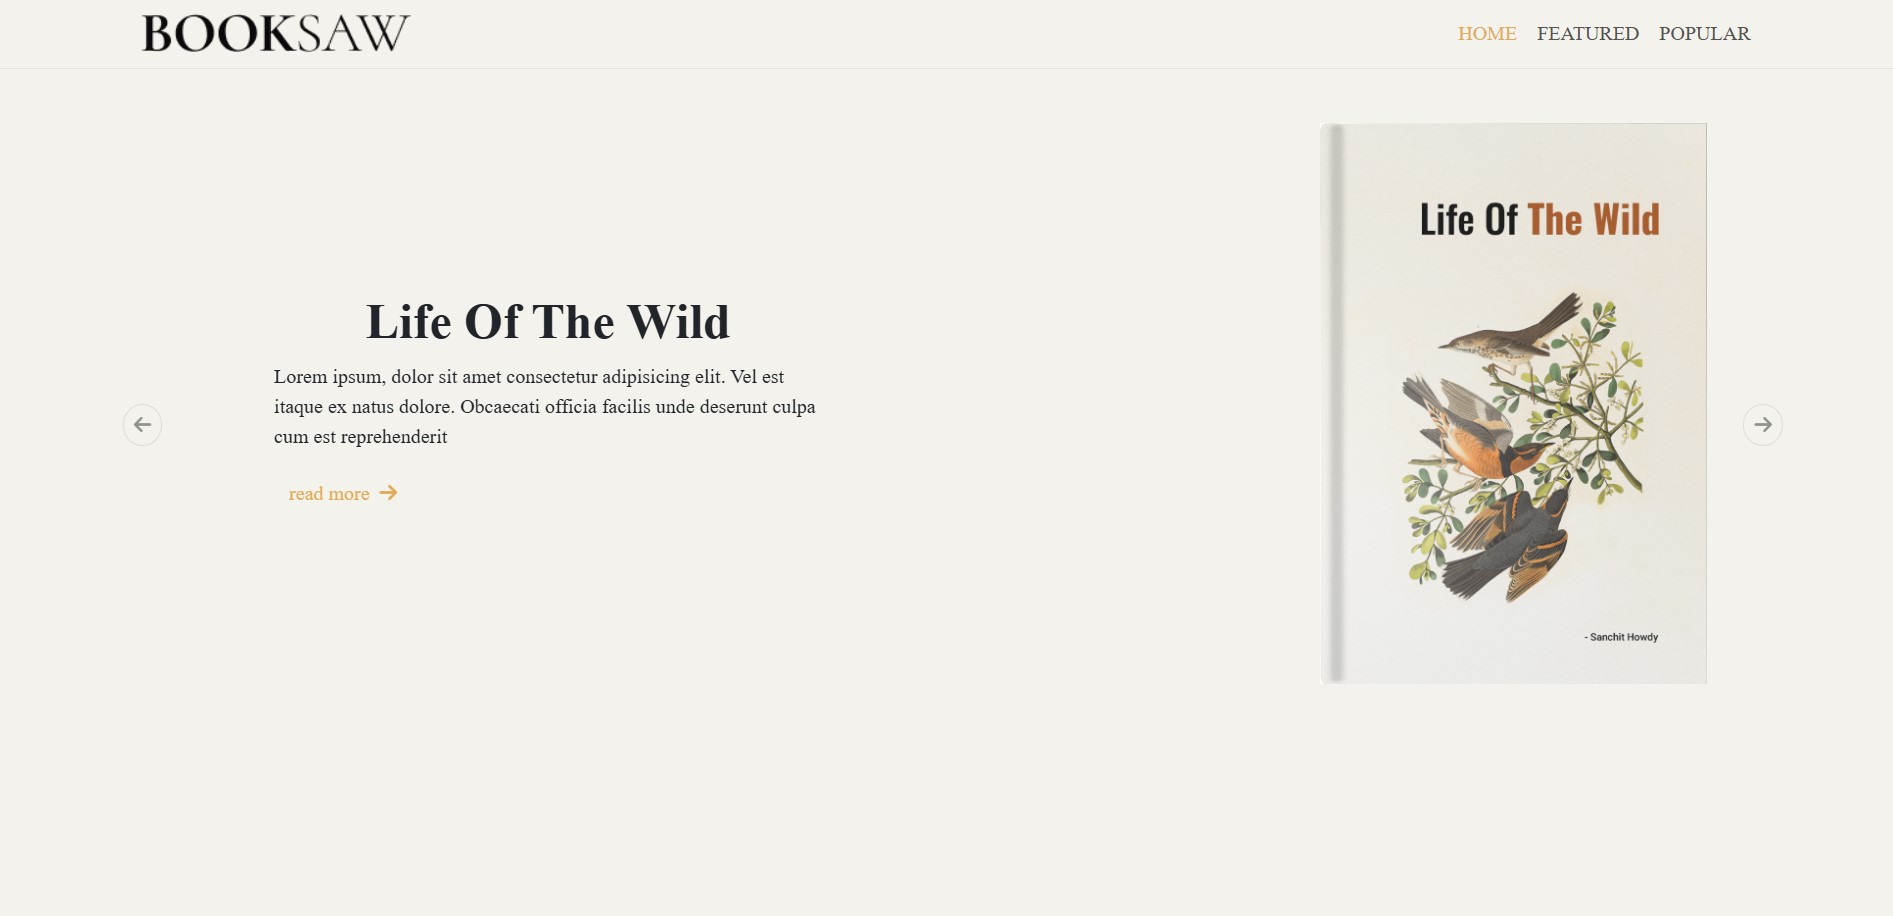 BOOKSAW
HOME FEATURED POPULAR
Life Of The Wild
Lorem ipsum, dolor sit amet consectetur adipisicing elit. Vel est
itaque ex natus dolore. Obcaecati officia facilis unde deserunt culpa
cum est reprehenderit
read more
Life Of The Wild
- Sanchit Howdy